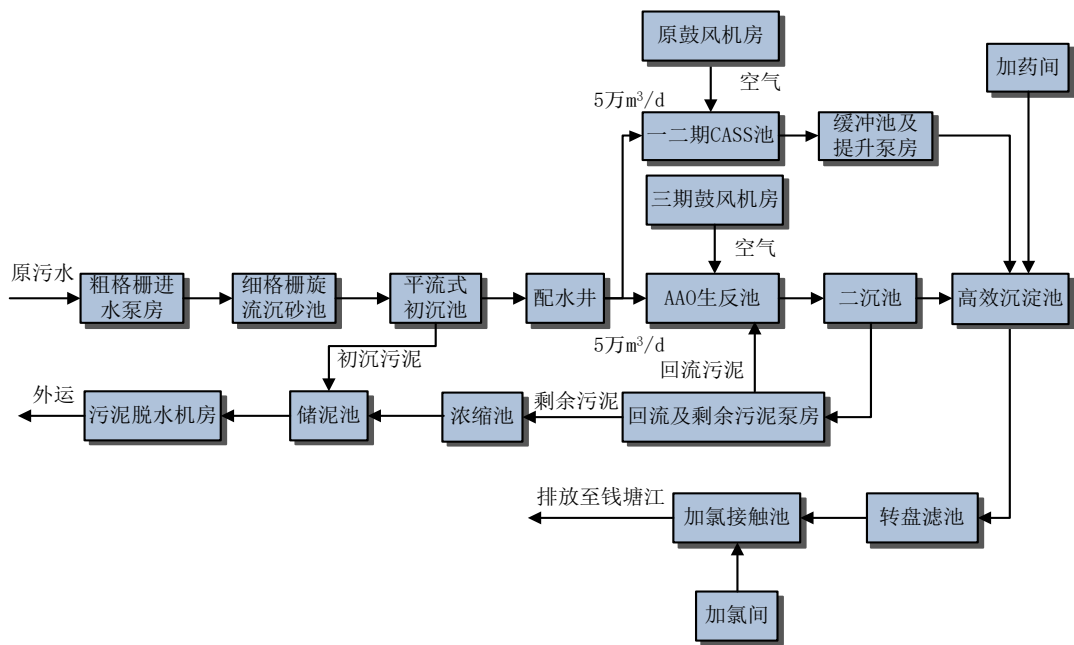 原鼓风机房
加药间
空气
5万m³/d
一二期CASS池
缓冲池及
提升泵房
三期鼓风机房
空气
原污水
粗格栅进
水泵房
细格栅旋
流沉砂池
平流式
初沉池
配水井
AAO生反池
二沉池
高效沉淀池
5万m³/d
初沉污泥
回流污泥
外运
污泥脱水机房
储泥池
浓缩池
剩余污泥
回流及剩余污泥泵房
排放至钱塘江
加氯接触池
转盘滤池
加氯间